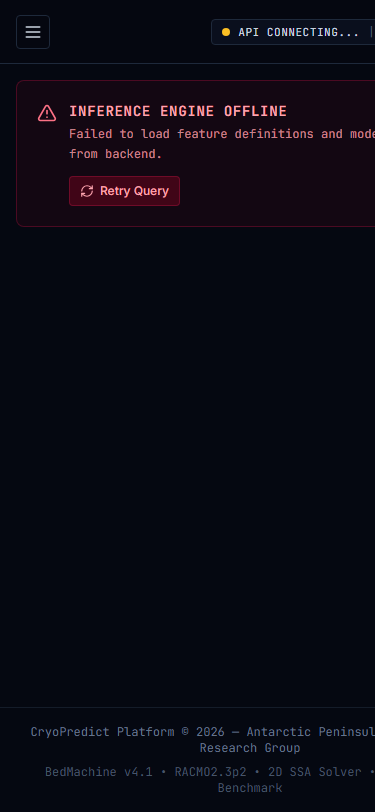 API CONNECTING... |
INFERENCE ENGINE OFFLINE
Failed to load feature definitions and mode
from backend.
Retry Query
CryoPredict Platform © 2026 — Antarctic Peninsul
Research Group
BedMachine v4.1 • RACMO2.3p2 • 2D SSA Solver •
Benchmark